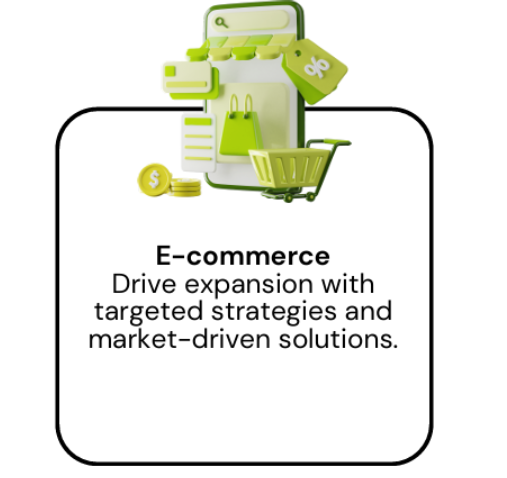 %
$
E-commerce
Drive expansion with
targeted strategies and
market-driven solutions.